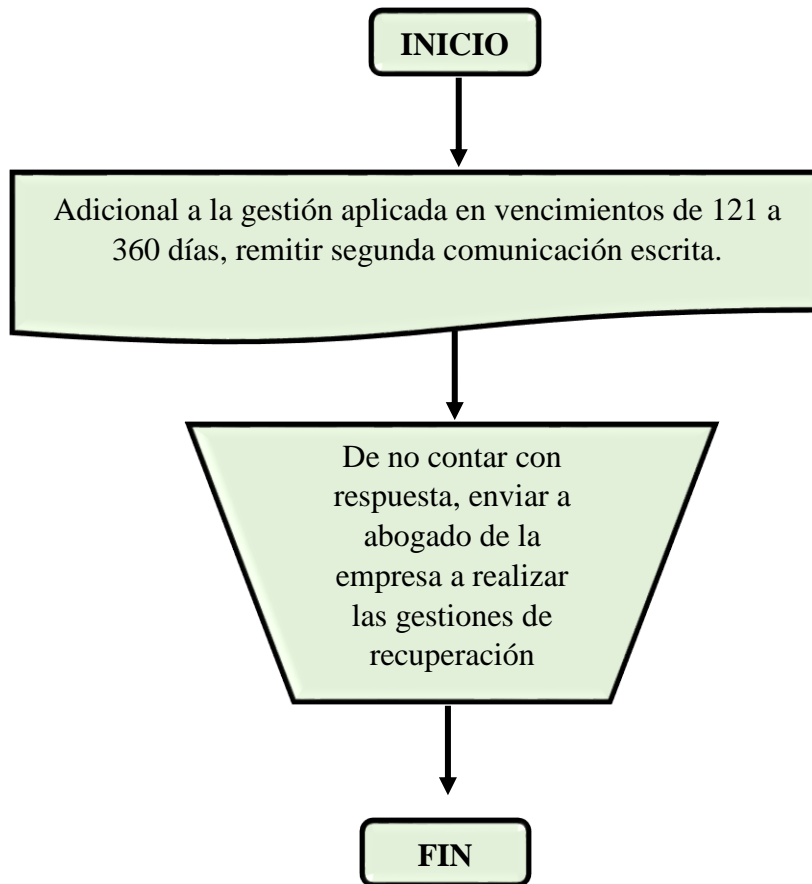 INICIO
Adicional a la gestión aplicada en vencimientos de 121 a
360 días, remitir segunda comunicación escrita.
De no contar con
respuesta, enviar a
abogado de la
empresa a realizar
las gestiones de
recuperación
FIN